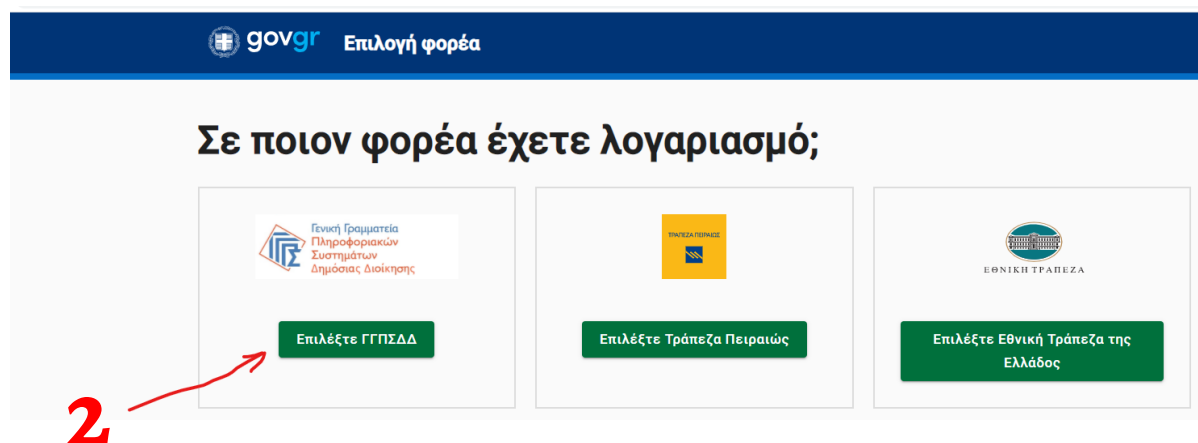 govgr Επιλογή φορέα
Σε ποιον φορέα έχετε λογαριασμό;
Γενική Γραμματεία
Πληροφοριακών
Συστημάτων
Δημόσιας Διοίκησης
ΤΡΑΠΕΖΑ ΠΕΙΡΑΙΩΣ
ΕΘΝΙΚΗ ΤΡΑΠΕΖΑ
Επιλέξτε ΓΓΠΣΔΔ
Επιλέξτε Τράπεζα Πειραιώς
Επιλέξτε Εθνική Τράπεζα της
Ελλάδος
2